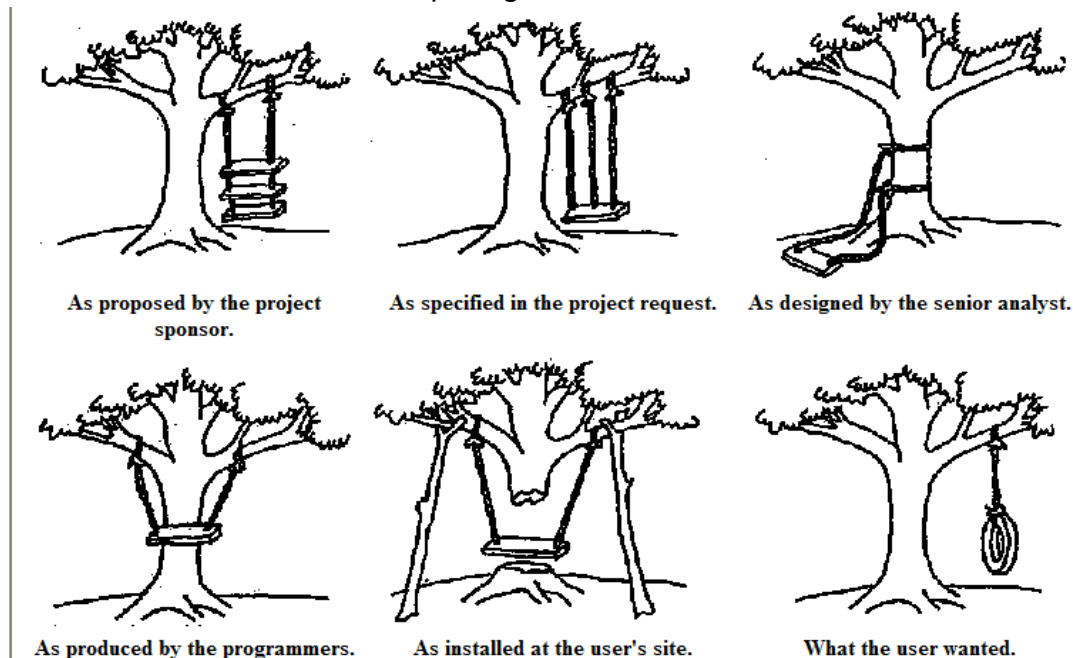 As proposed by the project
sponsor.
As specified in the project request.
As designed by the senior analyst.
As produced by the programmers.
As installed at the user's site.
What the user wanted.